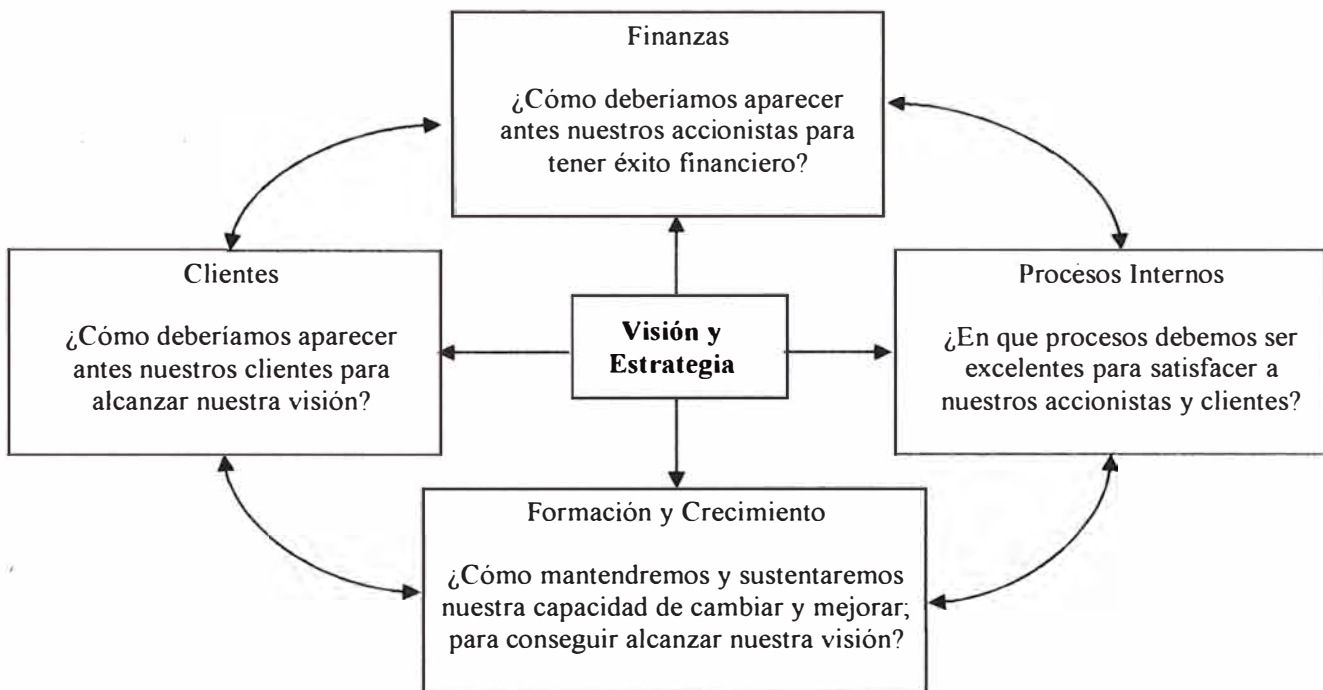 Finanzas
¿Cómo deberíamos aparecer
antes nuestros accionistas para
tener éxito financiero?
Clientes
¿Cómo deberíamos aparecer
antes nuestros clientes para
alcanzar nuestra visión?
Visión y
Estrategia
Procesos Internos
¿En que procesos debemos ser
excelentes para satisfacer a
nuestros accionistas y clientes?
Formación y Crecimiento
¿Cómo mantendremos y sustentaremos
nuestra capacidad de cambiar y mejorar;
para conseguir alcanzar nuestra visión?